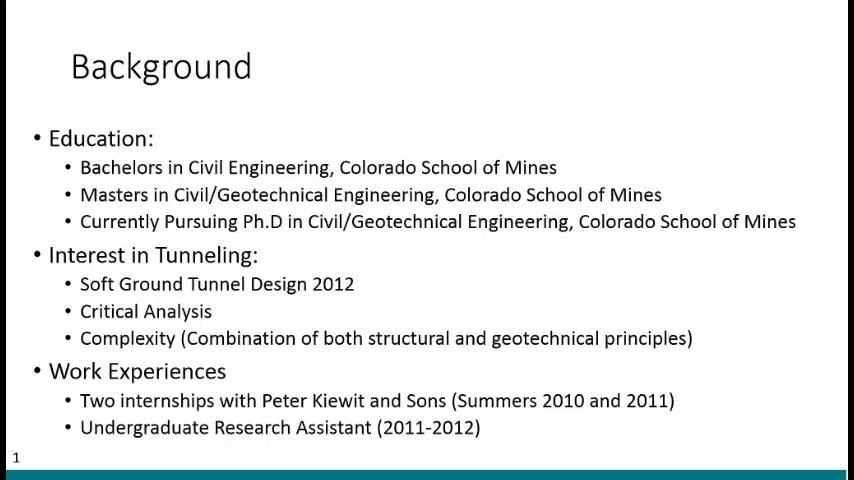 Background
• Education:
• Bachelors in Civil Engineering, Colorado School of Mines
• Masters in Civil/Geotechnical Engineering, Colorado School of Mines
• Currently Pursuing Ph.D in Civil/Geotechnical Engineering, Colorado School of Mines
• Interest in Tunneling:
• Soft Ground Tunnel Design 2012
• Critical Analysis
• Complexity (Combination of both structural and geotechnical principles)
• Work Experiences
• Two internships with Peter Kiewit and Sons (Summers 2010 and 2011)
• Undergraduate Research Assistant (2011-2012)
1